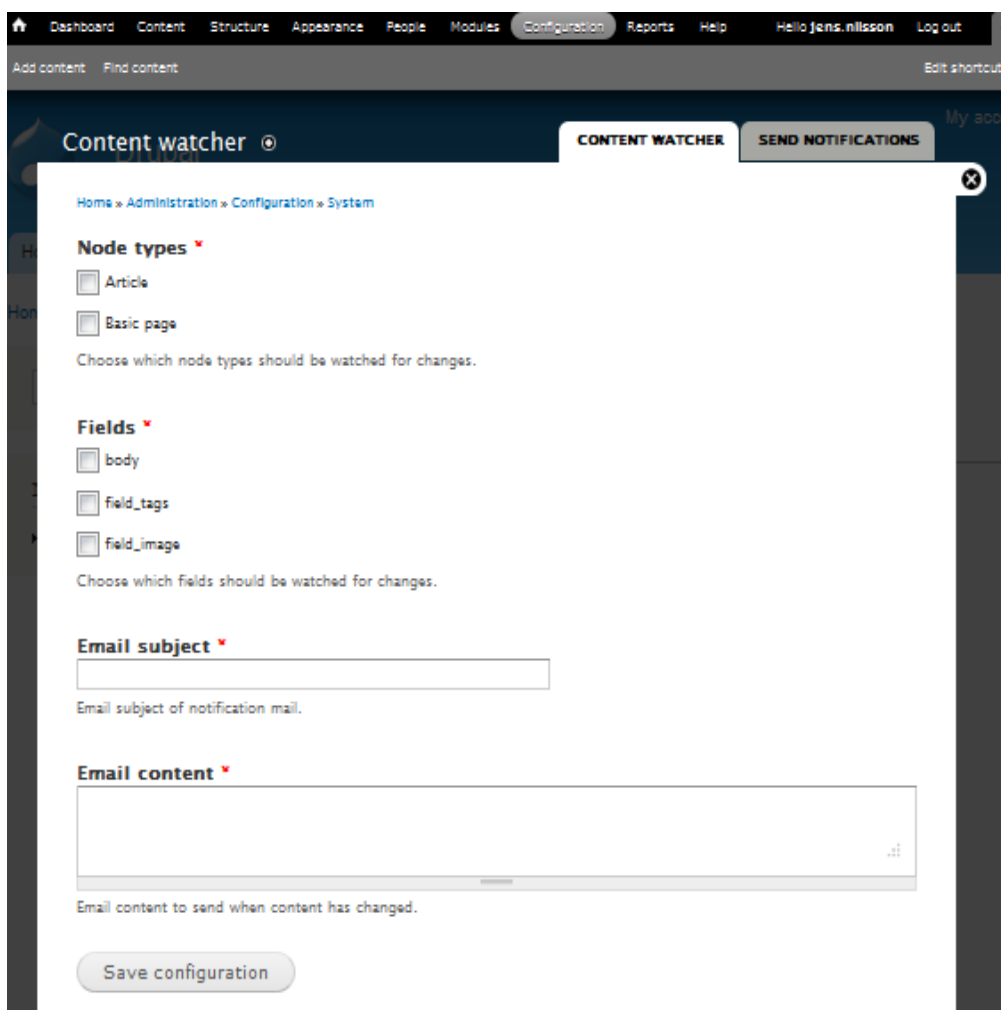 Dashboard Content Structure Appearance People Modules Configuration Reports Help Hello jens.nilsson Log out
Add content Find content Edit shortcut
My acc
Drupal
Content watcher CONTENT WATCHER SEND NOTIFICATIONS
Home » Administration » Configuration » System
Node types *
Article
Basic page
Choose which node types should be watched for changes.
Fields *
body
field_tags
field_image
Choose which fields should be watched for changes.
Email subject *
Email subject of notification mail.
Email content *
Email content to send when content has changed.
Save configuration